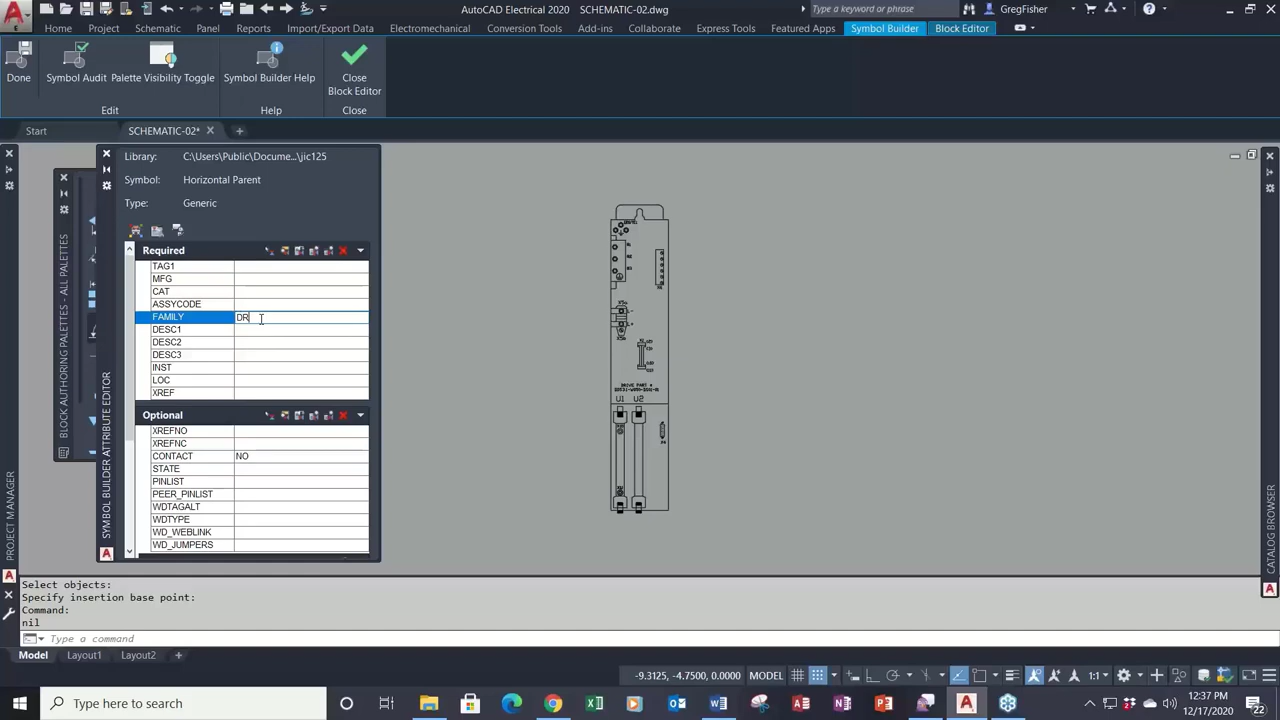 AutoCAD Electrical 2020 SCHEMATIC-02.dwg
Type a keyword or phrase
GregFisher
Home Project Schematic Panel Reports Import/Export Data Electromechanical Conversion Tools Add-ins Collaborate Express Tools Featured Apps Symbol Builder Block Editor
Done Symbol Audit Palette Visibility Toggle Symbol Builder Help Close Block Editor
Edit Help Close
Start SCHEMATIC-02*
Library: C:\Users\Public\Docume...\jic125
Symbol: Horizontal Parent
Type: Generic
Required
TAG1
MFG
CAT
ASSYCODE
FAMILY DR
DESC1
DESC2
DESC3
INST
LOC
XREF
Optional
XREFNO
XREFNC
CONTACT NO
STATE
PINLIST
PEER_PINLIST
WDTAGALT
WDTYPE
WD_WEBLINK
WD_JUMPERS
PROJECT MANAGER
BLOCK AUTHORING PALETTES - ALL PALETTES
SYMBOL BUILDER ATTRIBUTE EDITOR
CATALOG BROWSER
DRIVE PART #
U1 U2
Select objects:
Specify insertion base point:
Command:
nil
Type a command
Model Layout1 Layout2
-9.3125, -4.7500, 0.0000 MODEL
1:1
Type here to search
12:37 PM
12/17/2020
22